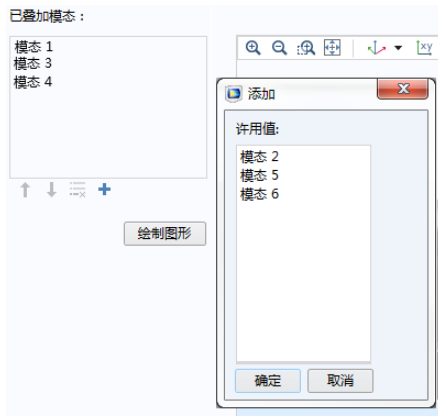 已叠加模态：
模态 1
模态 3
模态 4
绘制图形
xy
添加
许用值:
模态 2
模态 5
模态 6
确定
取消